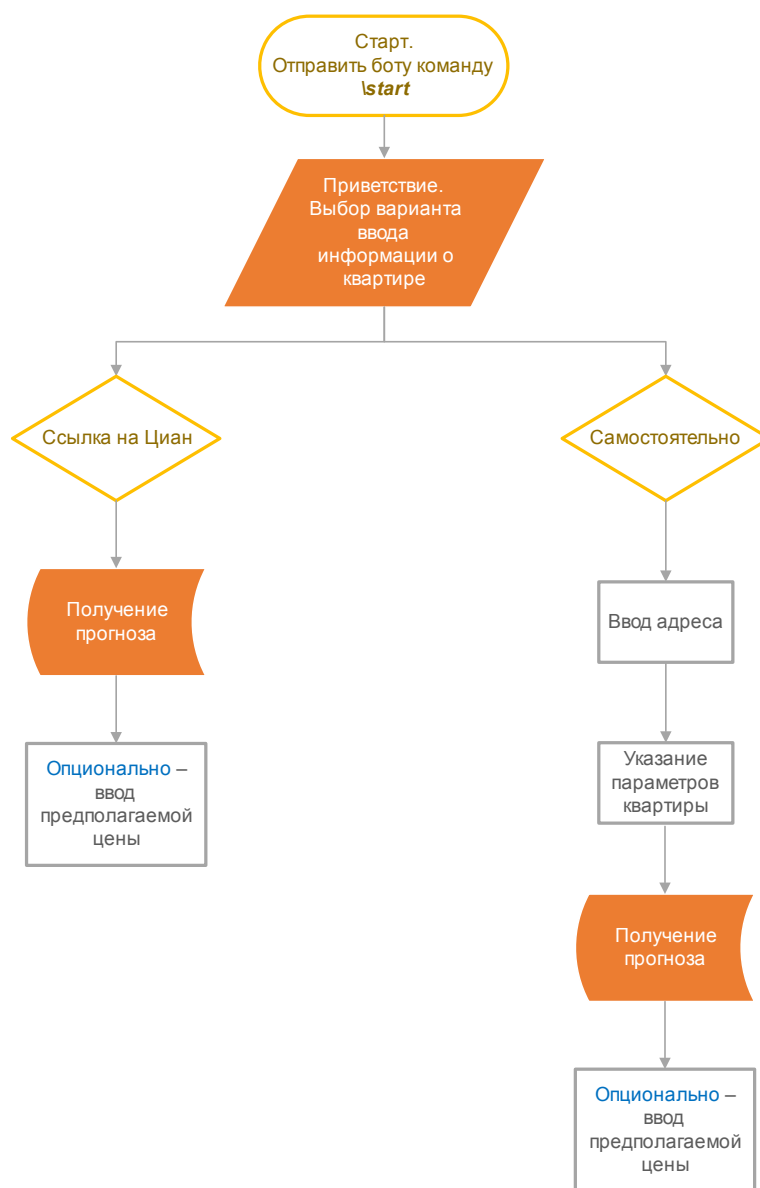 Старт.
Отправить боту команду
\start
Приветствие.
Выбор варианта
ввода
информации о
квартире
Ссылка на Циан
Самостоятельно
Получение
прогноза
Ввод адреса
Опционально –
ввод
предполагаемой
цены
Указание
параметров
квартиры
Получение
прогноза
Опционально –
ввод
предполагаемой
цены